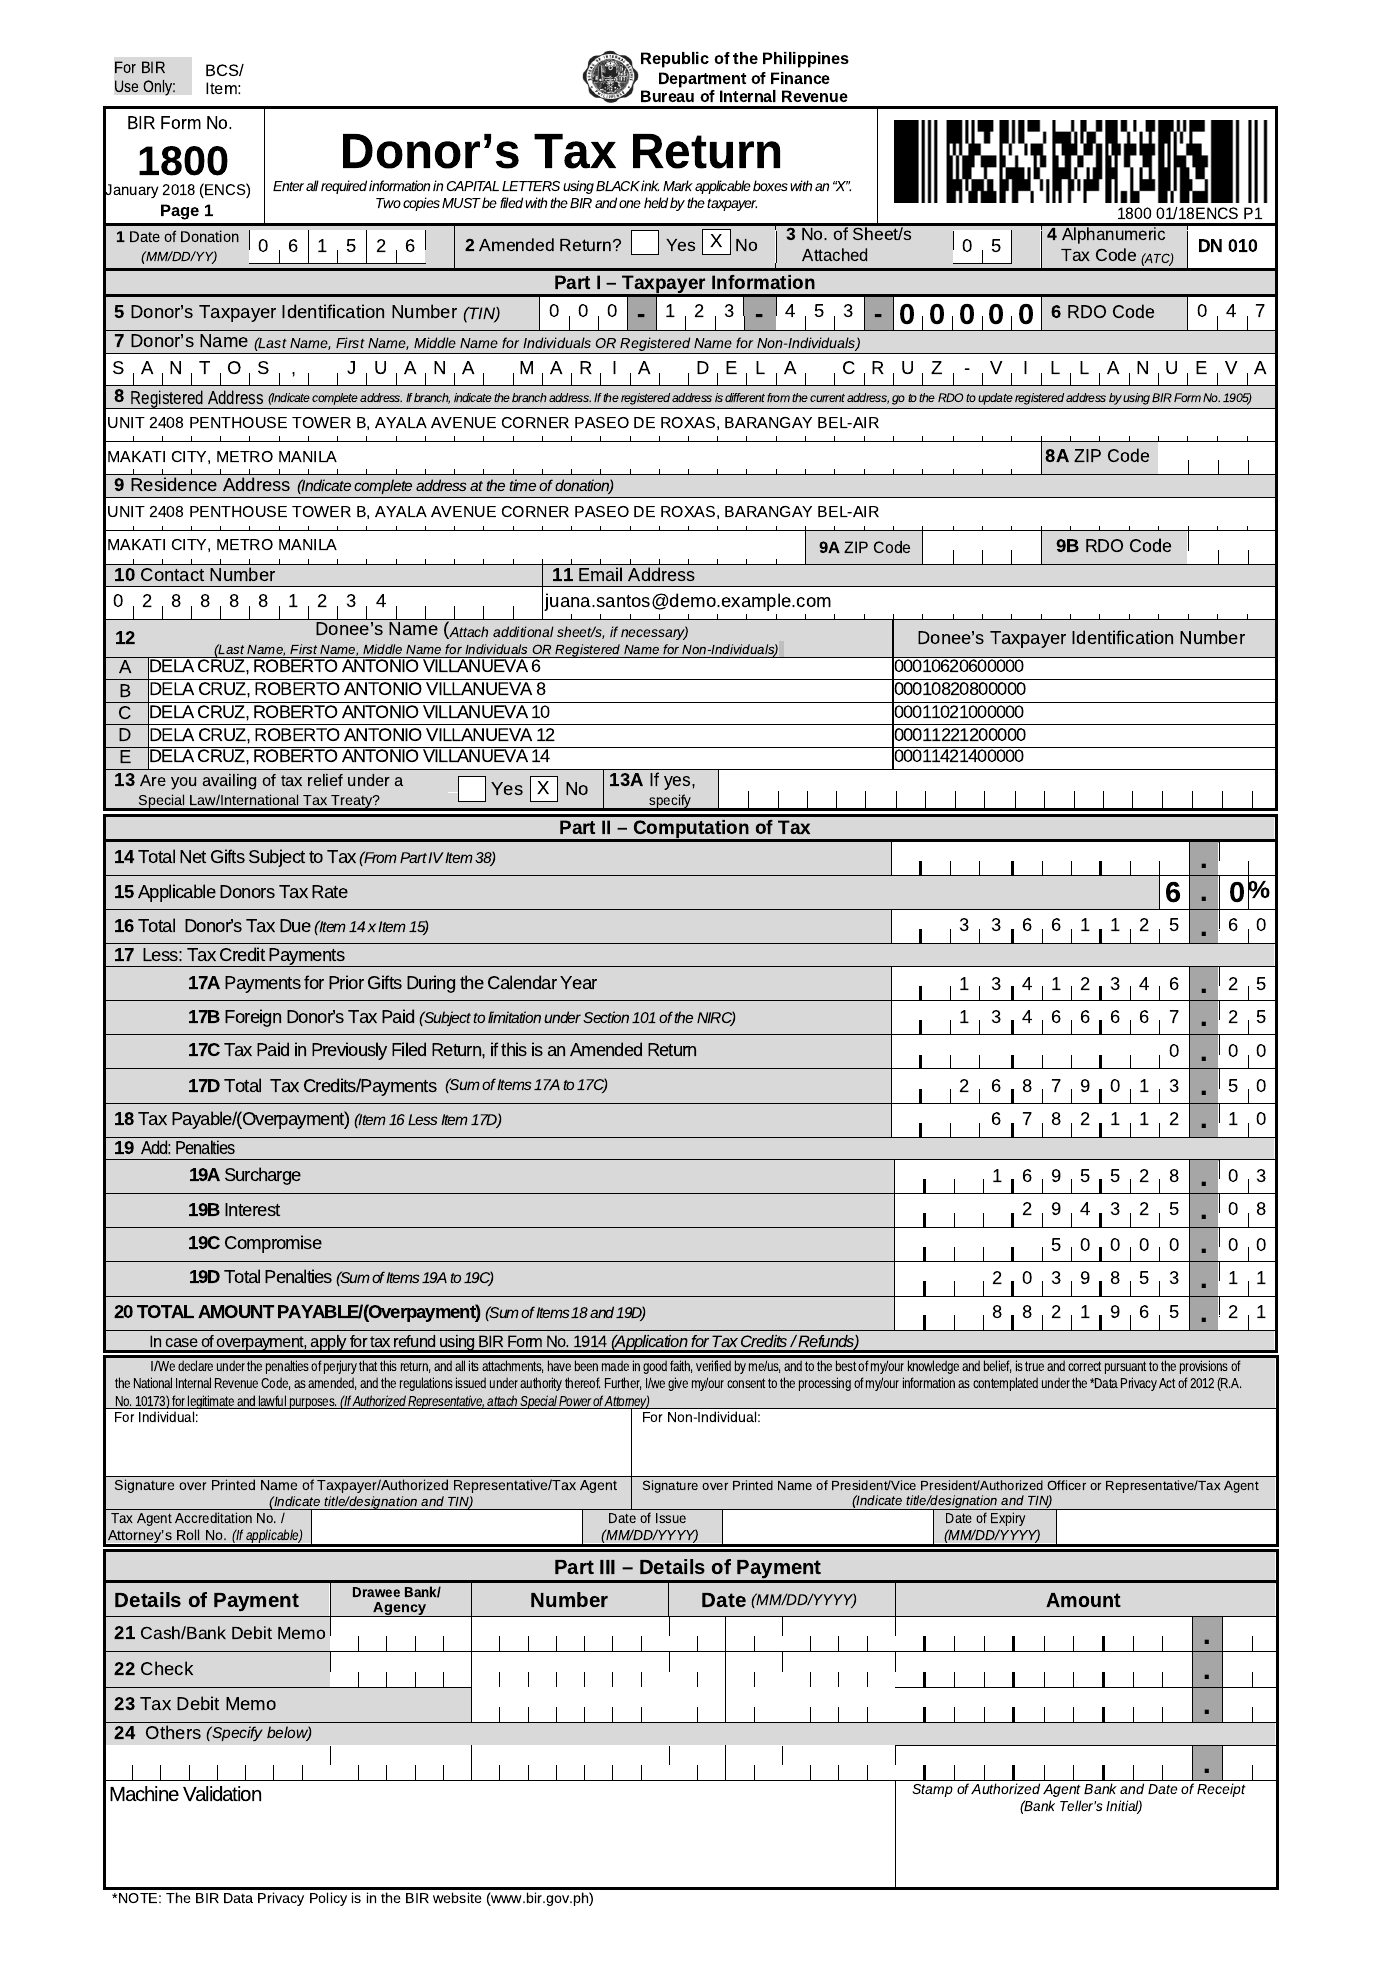 For BIR
Use Only:
BCS/
Item:
Republic of the Philippines
Department of Finance
Bureau of Internal Revenue
BIR Form No.
1800
January 2018 (ENCS)
Page 1
Donor’s Tax Return
Enter all required information in CAPITAL LETTERS using BLACK ink. Mark applicable boxes with an “X”.
Two copies MUST be filed with the BIR and one held by the taxpayer.
1800 01/18ENCS P1
1 Date of Donation
(MM/DD/YY)
0 6 1 5 2 6
2 Amended Return? Yes X No
3 No. of Sheet/s
Attached
0 5
4 Alphanumeric
Tax Code (ATC)
DN 010
Part I – Taxpayer Information
5 Donor’s Taxpayer Identification Number (TIN) 0 0 0 - 1 2 3 - 4 5 3 - 0 0 0 0 0 6 RDO Code 0 4 7
7 Donor’s Name (Last Name, First Name, Middle Name for Individuals OR Registered Name for Non-Individuals)
SANTOS, JUANA MARIA DELA CRUZ-VILLANUEVA
8 Registered Address (Indicate complete address. If branch, indicate the branch address. If the registered address is different from the current address, go to the RDO to update registered address by using BIR Form No. 1905)
UNIT 2408 PENTHOUSE TOWER B, AYALA AVENUE CORNER PASEO DE ROXAS, BARANGAY BEL-AIR
MAKATI CITY, METRO MANILA 8A ZIP Code
9 Residence Address (Indicate complete address at the time of donation)
UNIT 2408 PENTHOUSE TOWER B, AYALA AVENUE CORNER PASEO DE ROXAS, BARANGAY BEL-AIR
MAKATI CITY, METRO MANILA 9A ZIP Code 9B RDO Code
10 Contact Number 11 Email Address
0 2 8 8 8 8 1 2 3 4 juana.santos@demo.example.com
12 Donee’s Name (Attach additional sheet/s, if necessary)
(Last Name, First Name, Middle Name for Individuals OR Registered Name for Non-Individuals)
Donee’s Taxpayer Identification Number
A DELA CRUZ, ROBERTO ANTONIO VILLANUEVA 6 00010620600000
B DELA CRUZ, ROBERTO ANTONIO VILLANUEVA 8 00010820800000
C DELA CRUZ, ROBERTO ANTONIO VILLANUEVA 10 00011021000000
D DELA CRUZ, ROBERTO ANTONIO VILLANUEVA 12 00011221200000
E DELA CRUZ, ROBERTO ANTONIO VILLANUEVA 14 00011421400000
13 Are you availing of tax relief under a
Special Law/International Tax Treaty?
Yes X No
13A If yes,
specify
Part II – Computation of Tax
14 Total Net Gifts Subject to Tax (From Part IV Item 38) .
15 Applicable Donors Tax Rate 6 . 0%
16 Total Donor’s Tax Due (Item 14 x Item 15) 3 3 6 6 1 1 2 5 . 6 0
17 Less: Tax Credit Payments
17A Payments for Prior Gifts During the Calendar Year 1 3 4 1 2 3 4 6 . 2 5
17B Foreign Donor’s Tax Paid (Subject to limitation under Section 101 of the NIRC) 1 3 4 6 6 6 6 7 . 2 5
17C Tax Paid in Previously Filed Return, if this is an Amended Return 0 . 0 0
17D Total Tax Credits/Payments (Sum of Items 17A to 17C) 2 6 8 7 9 0 1 3 . 5 0
18 Tax Payable/(Overpayment) (Item 16 Less Item 17D) 6 7 8 2 1 1 2 . 1 0
19 Add: Penalties
19A Surcharge 1 6 9 5 5 2 8 . 0 3
19B Interest 2 9 4 3 2 5 . 0 8
19C Compromise 5 0 0 0 0 . 0 0
19D Total Penalties (Sum of Items 19A to 19C) 2 0 3 9 8 5 3 . 1 1
20 TOTAL AMOUNT PAYABLE/(Overpayment) (Sum of Items 18 and 19D) 8 8 2 1 9 6 5 . 2 1
In case of overpayment, apply for tax refund using BIR Form No. 1914 (Application for Tax Credits / Refunds)
I/We declare under the penalties of perjury that this return, and all its attachments, have been made in good faith, verified by me/us, and to the best of my/our knowledge and belief, is true and correct pursuant to the provisions of
the National Internal Revenue Code, as amended, and the regulations issued under authority thereof. Further, I/we give my/our consent to the processing of my/our information as contemplated under the *Data Privacy Act of 2012 (R.A.
No. 10173) for legitimate and lawful purposes. (If Authorized Representative, attach Special Power of Attorney)
For Individual: For Non-Individual:
Signature over Printed Name of Taxpayer/Authorized Representative/Tax Agent
(Indicate title/designation and TIN)
Signature over Printed Name of President/Vice President/Authorized Officer or Representative/Tax Agent
(Indicate title/designation and TIN)
Tax Agent Accreditation No. /
Attorney’s Roll No. (If applicable)
Date of Issue
(MM/DD/YYYY)
Date of Expiry
(MM/DD/YYYY)
Part III – Details of Payment
Details of Payment Drawee Bank/
Agency
Number Date (MM/DD/YYYY) Amount
21 Cash/Bank Debit Memo .
22 Check .
23 Tax Debit Memo .
24 Others (Specify below)
.
Machine Validation
Stamp of Authorized Agent Bank and Date of Receipt
(Bank Teller’s Initial)
*NOTE: The BIR Data Privacy Policy is in the BIR website (www.bir.gov.ph)